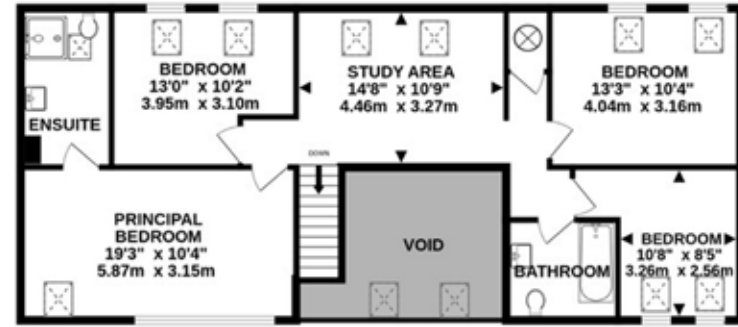 BEDROOM
13'0" x 10'2"
3.95m x 3.10m
STUDY AREA
14'8" x 10'9"
4.46m x 3.27m
BEDROOM
13'3" x 10'4"
4.04m x 3.16m
ENSUITE
DOWN
PRINCIPAL
BEDROOM
19'3" x 10'4"
5.87m x 3.15m
VOID
BATHROOM
BEDROOM
10'8" x 8'5"
3.26m x 2.56m